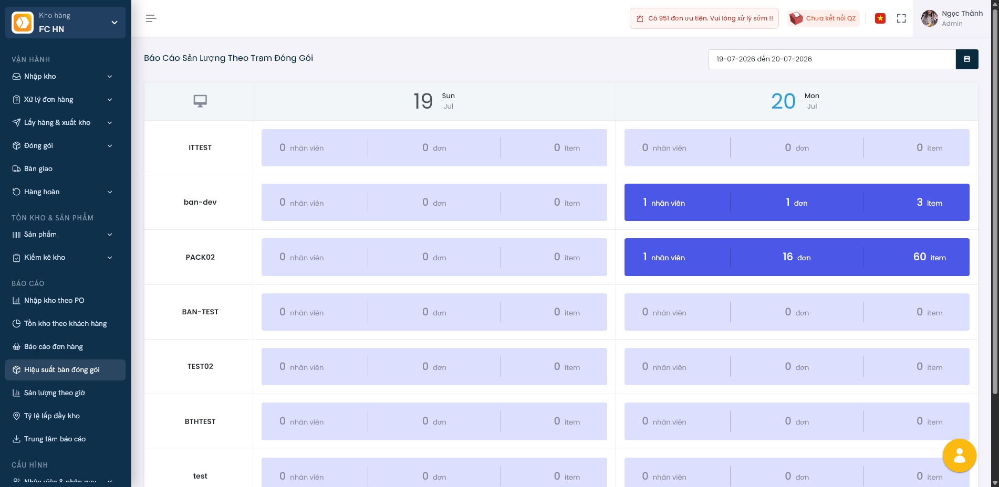 Kho hàng
FC HN
Có 951 đơn ưu tiên. Vui lòng xử lý sớm !!
Chưa kết nối QZ
Ngọc Thành
Admin
VẬN HÀNH
Nhập kho
Xử lý đơn hàng
Lấy hàng & xuất kho
Đóng gói
Bàn giao
Hàng hoàn
TỒN KHO & SẢN PHẨM
Sản phẩm
Kiểm kê kho
BÁO CÁO
Nhập kho theo PO
Tồn kho theo khách hàng
Báo cáo đơn hàng
Hiệu suất bàn đóng gói
Sản lượng theo giờ
Tỷ lệ lấp đầy kho
Trung tâm báo cáo
CẤU HÌNH
Nhân viên & phân quy
Báo Cáo Sản Lượng Theo Trạm Đóng Gói
19-07-2026 đến 20-07-2026
19 Sun Jul
20 Mon Jul
ITTEST 0 nhân viên 0 đơn 0 item 0 nhân viên 0 đơn 0 item
ban-dev 0 nhân viên 0 đơn 0 item 1 nhân viên 1 đơn 3 item
PACK02 0 nhân viên 0 đơn 0 item 1 nhân viên 16 đơn 60 item
BAN-TEST 0 nhân viên 0 đơn 0 item 0 nhân viên 0 đơn 0 item
TEST02 0 nhân viên 0 đơn 0 item 0 nhân viên 0 đơn 0 item
BTHTEST 0 nhân viên 0 đơn 0 item 0 nhân viên 0 đơn 0 item
test 0 nhân viên 0 đơn 0 item 0 nhân viên 0 đơn 0 item